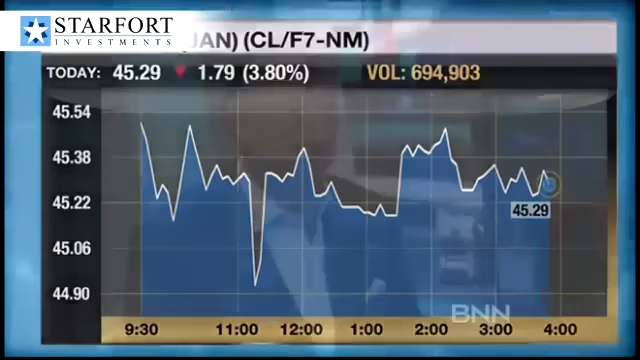 STARFORT
INVESTMENTS
(JAN) (CL/F7-NM)
TODAY: 45.29 ▼ 1.79 (3.80%) VOL: 694,903
45.54
45.38
45.22
45.06
44.90
45.29
BNN
9:30 11:00 12:00 1:00 2:00 3:00 4:00